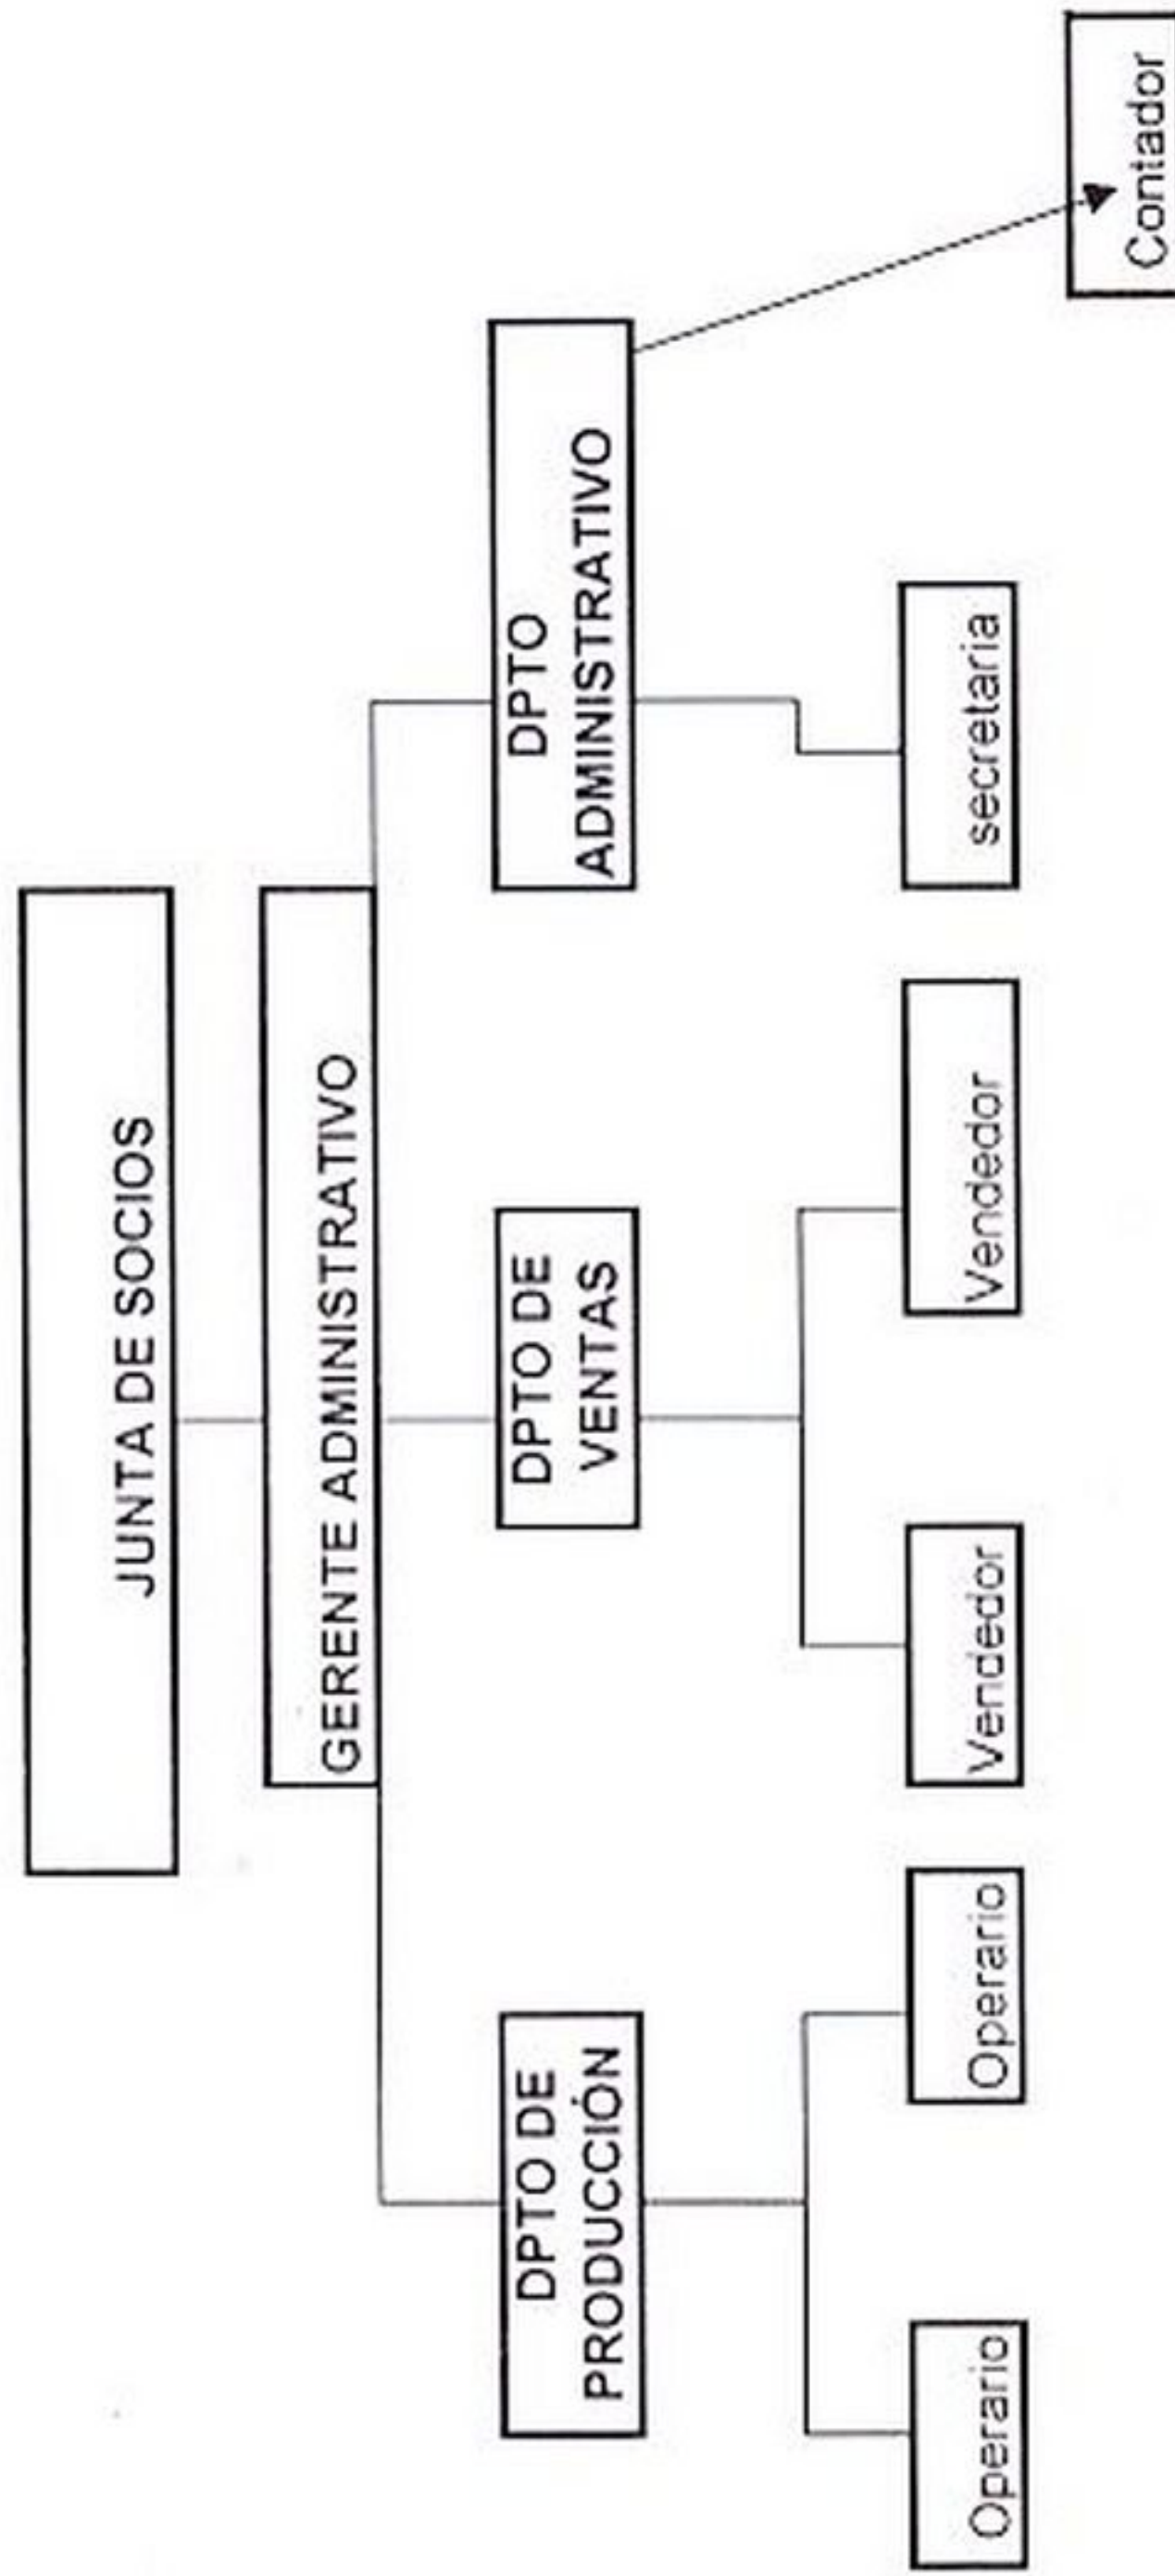 JUNTA DE SOCIOS
GERENTE ADMINISTRATIVO
DPTO DE
PRODUCCIÓN
DPTO DE
VENTAS
DPTO
ADMINISTRATIVO
Operario
Operario
Vendedor
Vendedor
secretaria
Contador